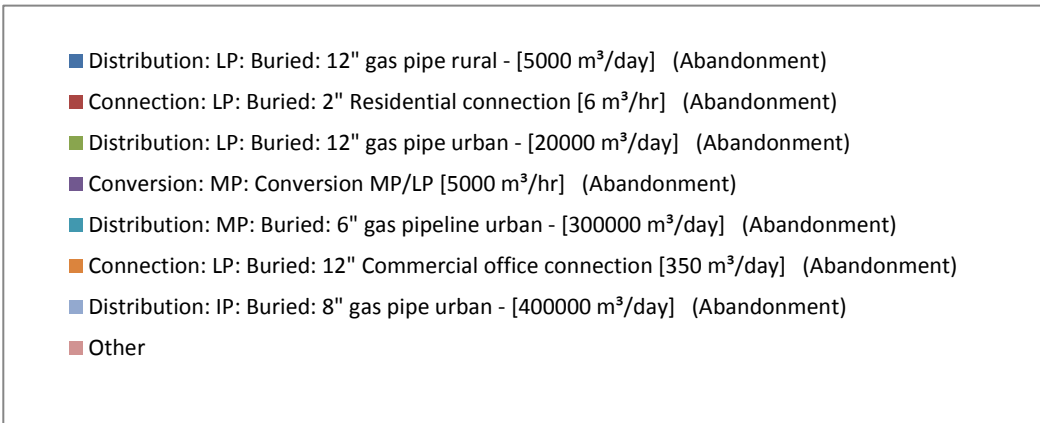 Distribution: LP: Buried: 12" gas pipe rural - [5000 m³/day] (Abandonment)
Connection: LP: Buried: 2" Residential connection [6 m³/hr] (Abandonment)
Distribution: LP: Buried: 12" gas pipe urban - [20000 m³/day] (Abandonment)
Conversion: MP: Conversion MP/LP [5000 m³/hr] (Abandonment)
Distribution: MP: Buried: 6" gas pipeline urban - [300000 m³/day] (Abandonment)
Connection: LP: Buried: 12" Commercial office connection [350 m³/day] (Abandonment)
Distribution: IP: Buried: 8" gas pipe urban - [400000 m³/day] (Abandonment)
Other